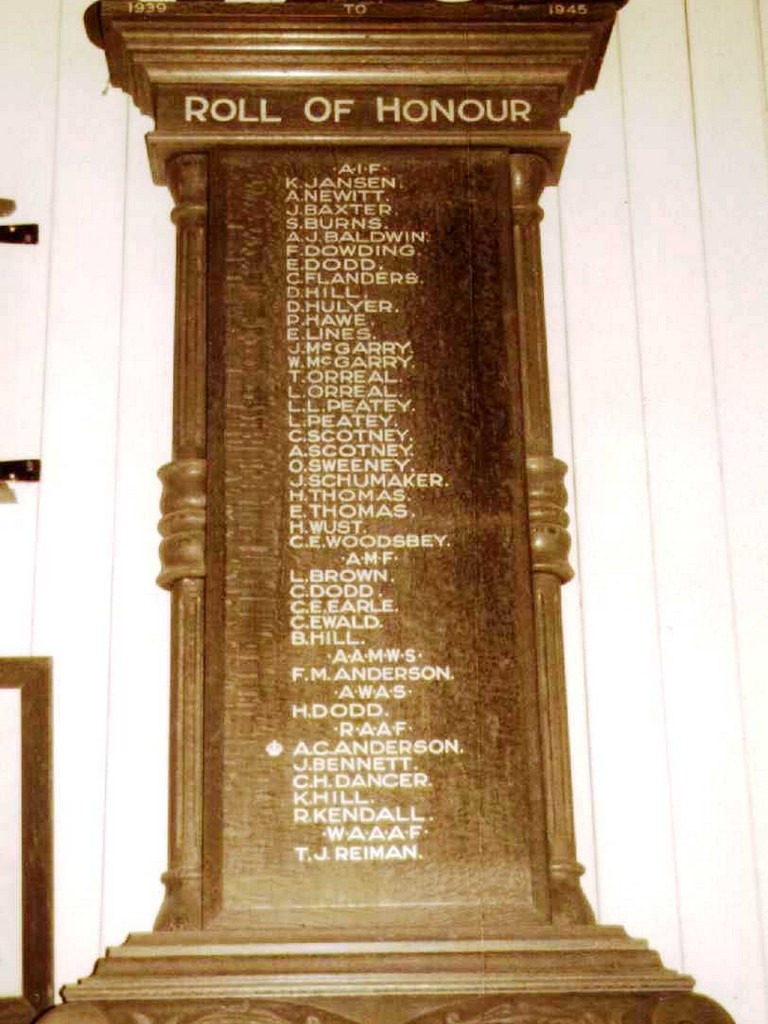 1939 TO 1945
ROLL OF HONOUR
·A·I·F·
K.JANSEN.
A.NEWITT.
J.BAXTER.
S.BURNS.
A.J.BALDWIN.
F.DOWDING.
E.DODD.
C.FLANDERS.
D.HILL.
D.HULYER.
P.HAWE.
E.LINES.
J.McGARRY.
W.McGARRY.
T.ORREAL.
L.ORREAL.
L.L.PEATEY.
L.PEATEY.
C.SCOTNEY.
A.SCOTNEY.
O.SWEENEY.
J.SCHUMAKER.
H.THOMAS.
E.THOMAS.
H.WUST.
C.E.WOODSBEY.
·A·M·F·
L.BROWN.
C.DODD.
C.E.EARLE.
C.EWALD.
B.HILL.
·A·A·M·W·S·
F.M.ANDERSON.
·A·W·A·S·
H.DODD.
·R·A·A·F·
A.C.ANDERSON.
J.BENNETT.
C.H.DANCER.
K.HILL.
R.KENDALL.
·W·A·A·A·F·
T.J.REIMAN.